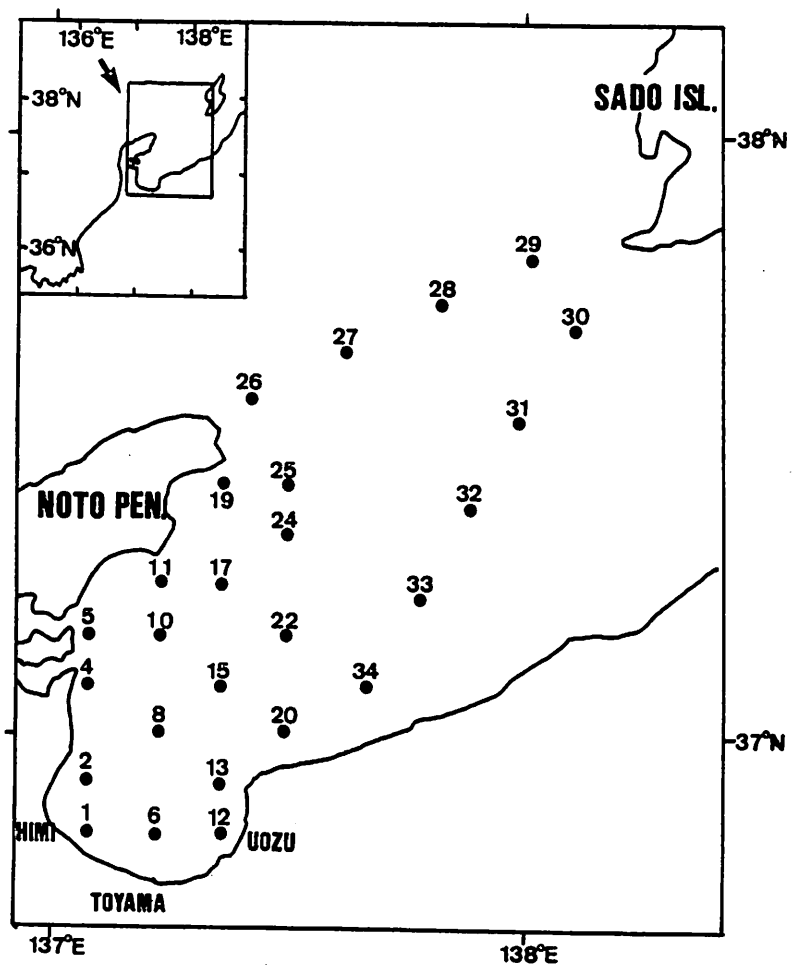 136°E 138°E
38°N
36°N
SADO ISL.
38°N
29
28
30
27
26
31
25
19
NOTO PEN.
32
24
11 17
33
5 10 22
4 15 34
8 20
2 13
1 6 12
HIMI UOZU
37°N
TOYAMA
137°E 138°E